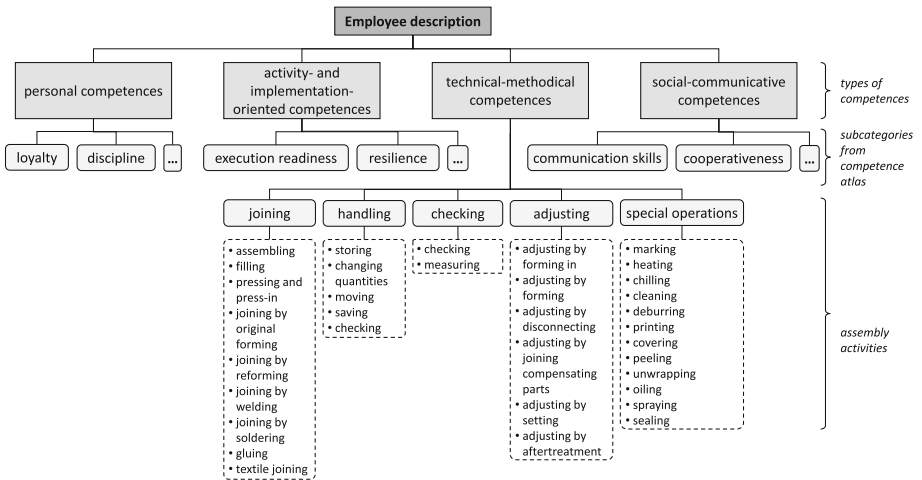 Employee description
personal competences
activity- and
implementation-
oriented competences
technical-methodical
competences
social-communicative
competences
types of
competences
loyalty
discipline
...
execution readiness
resilience
...
communication skills
cooperativeness
...
subcategories
from
competence
atlas
joining
handling
checking
adjusting
special operations
• assembling
• filling
• pressing and
press-in
• joining by
original
forming
• joining by
reforming
• joining by
welding
• joining by
soldering
• gluing
• textile joining
• storing
• changing
quantities
• moving
• saving
• checking
• checking
• measuring
• adjusting by
forming in
• adjusting by
forming
• adjusting by
disconnecting
• adjusting by
joining
compensating
parts
• adjusting by
setting
• adjusting by
aftertreatment
• marking
• heating
• chilling
• cleaning
• deburring
• printing
• covering
• peeling
• unwrapping
• oiling
• spraying
• sealing
assembly
activities